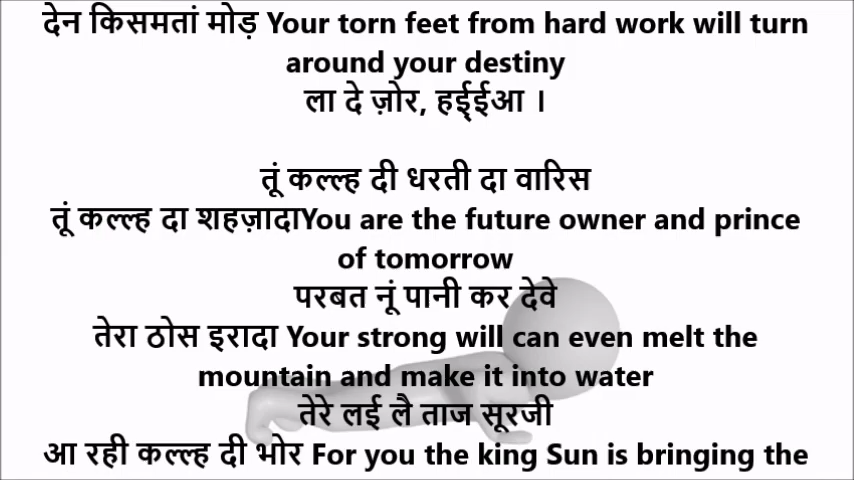 देन किसमतां मोड़ Your torn feet from hard work will turn
around your destiny
ला दे ज़ोर, हईईआ ।
तूं कल्ल्ह दी धरती दा वारिस
तूं कल्ल्ह दा शहज़ादाYou are the future owner and prince
of tomorrow
परबत नूं पानी कर देवे
तेरा ठोस इरादा Your strong will can even melt the
mountain and make it into water
तेरे लई लै ताज सूरजी
आ रही कल्ल्ह दी भोर For you the king Sun is bringing the